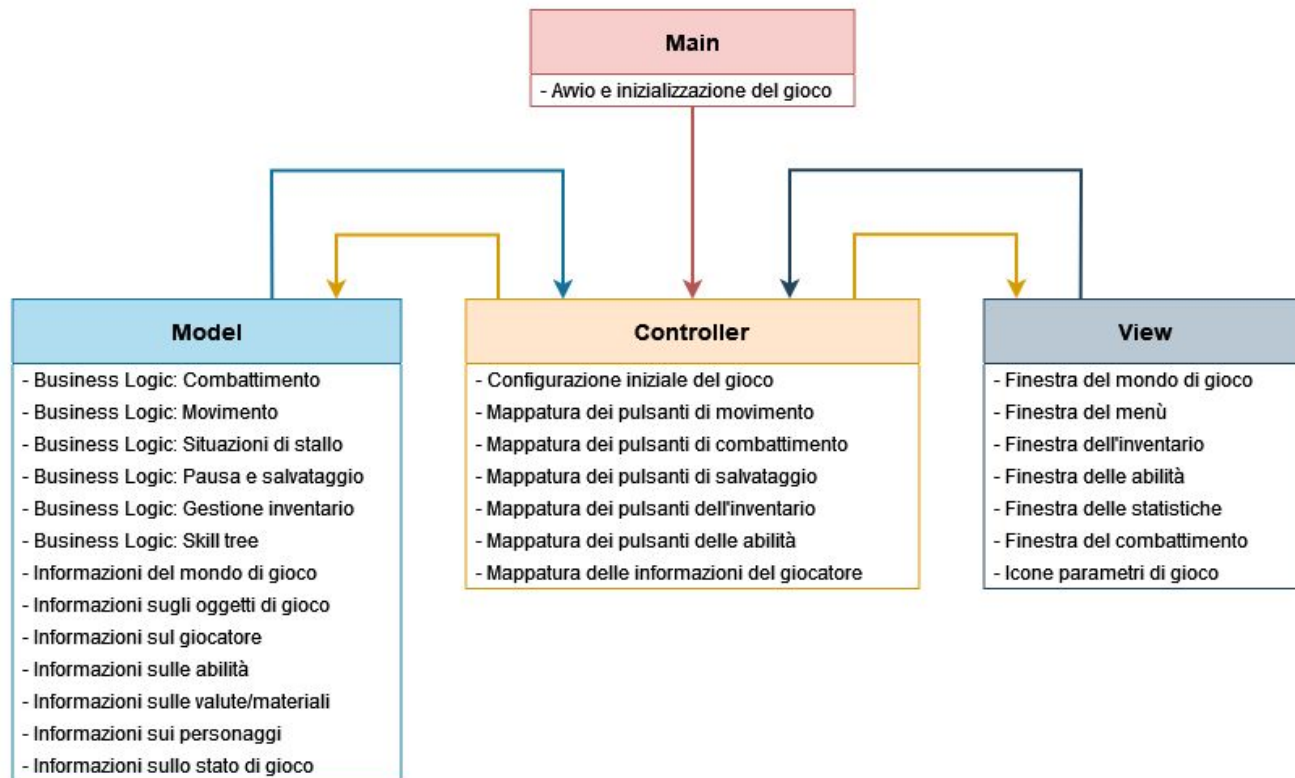 Main
- Avvio e inizializzazione del gioco
Model
- Business Logic: Combattimento
- Business Logic: Movimento
- Business Logic: Situazioni di stallo
- Business Logic: Pausa e salvataggio
- Business Logic: Gestione inventario
- Business Logic: Skill tree
- Informazioni del mondo di gioco
- Informazioni sugli oggetti di gioco
- Informazioni sul giocatore
- Informazioni sulle abilità
- Informazioni sulle valute/materiali
- Informazioni sui personaggi
- Informazioni sullo stato di gioco
Controller
- Configurazione iniziale del gioco
- Mappatura dei pulsanti di movimento
- Mappatura dei pulsanti di combattimento
- Mappatura dei pulsanti di salvataggio
- Mappatura dei pulsanti dell'inventario
- Mappatura dei pulsanti delle abilità
- Mappatura delle informazioni del giocatore
View
- Finestra del mondo di gioco
- Finestra del menù
- Finestra dell'inventario
- Finestra delle abilità
- Finestra delle statistiche
- Finestra del combattimento
- Icone parametri di gioco